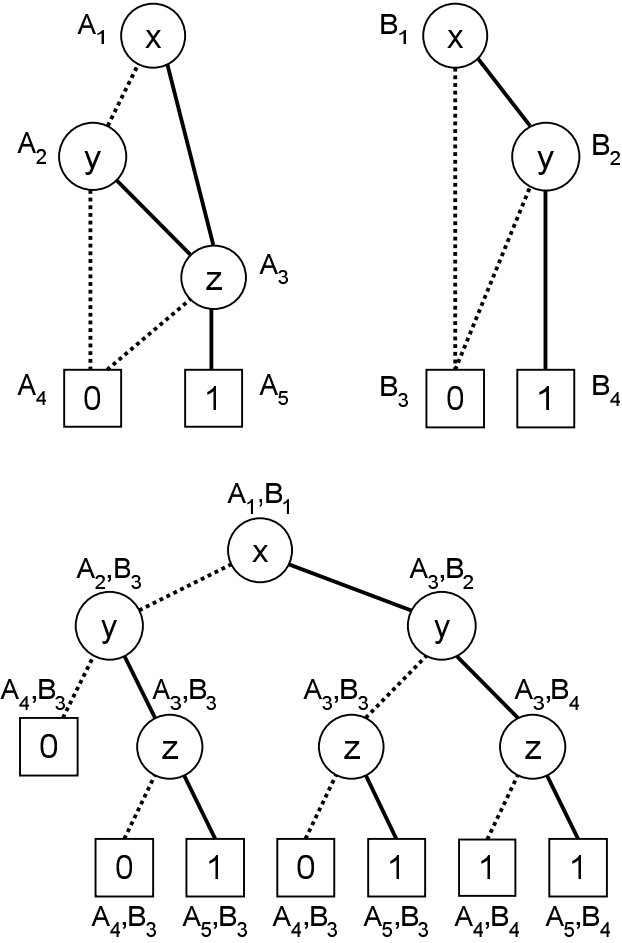 A1 x B1 x
A2 y y B2
z A3
A4 0 1 A5 B3 0 1 B4
A1,B1
x
A2,B3 A3,B2
y y
A4,B3 A3,B3 A3,B3 A3,B4
0 z z z
0 1 0 1 1 1
A4,B3 A5,B3 A4,B3 A5,B3 A4,B4 A5,B4